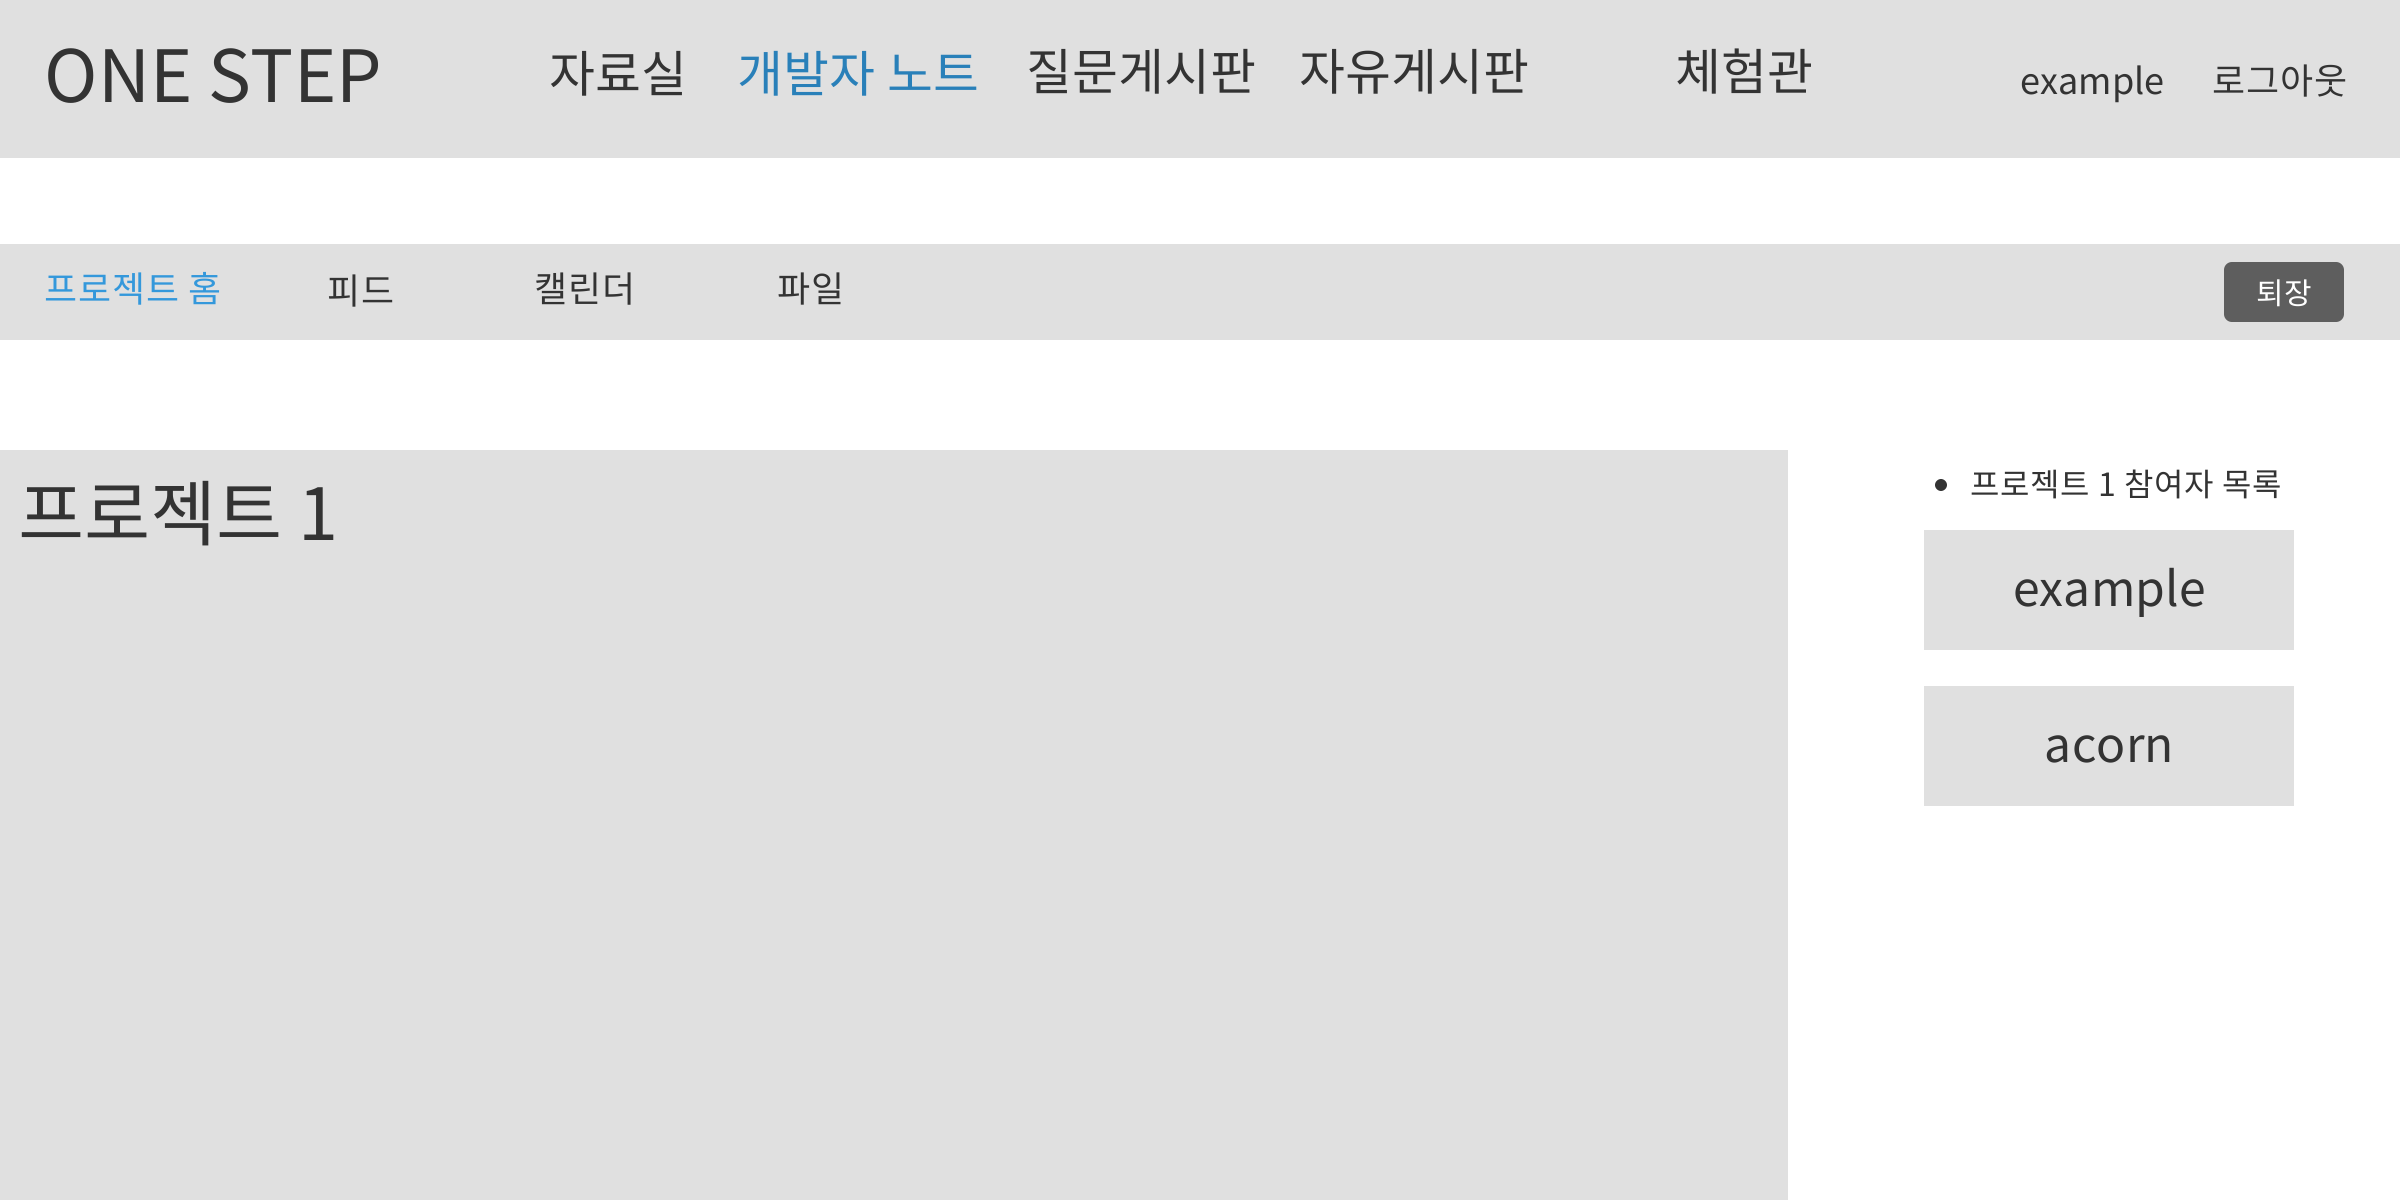 ONE STEP 자료실 개발자 노트 질문게시판 자유게시판 체험관 example 로그아웃
프로젝트 홈 피드 캘린더 파일 퇴장
프로젝트 1
• 프로젝트 1 참여자 목록
example
acorn